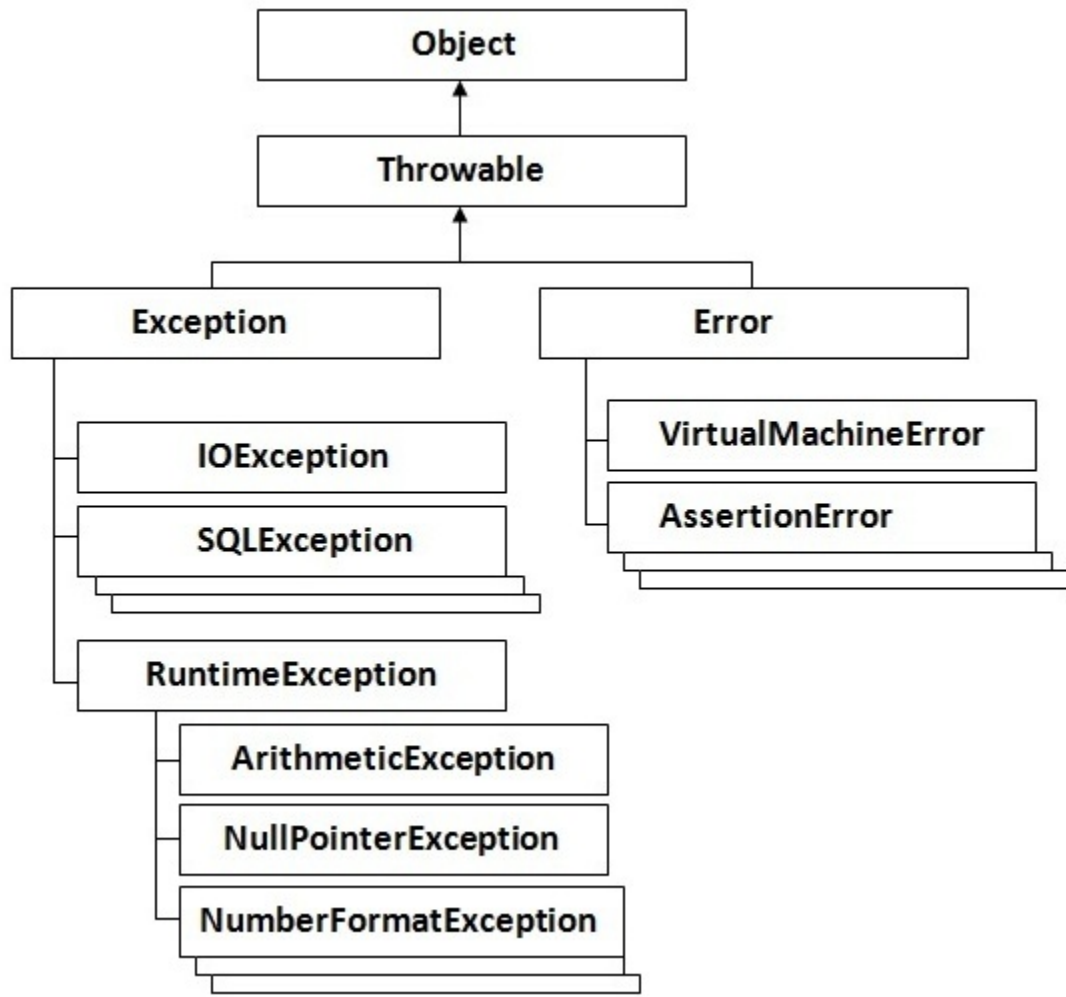 Object
Throwable
Exception
Error
IOException
SQLException
RuntimeException
ArithmeticException
NullPointerException
NumberFormatException
VirtualMachineError
AssertionError